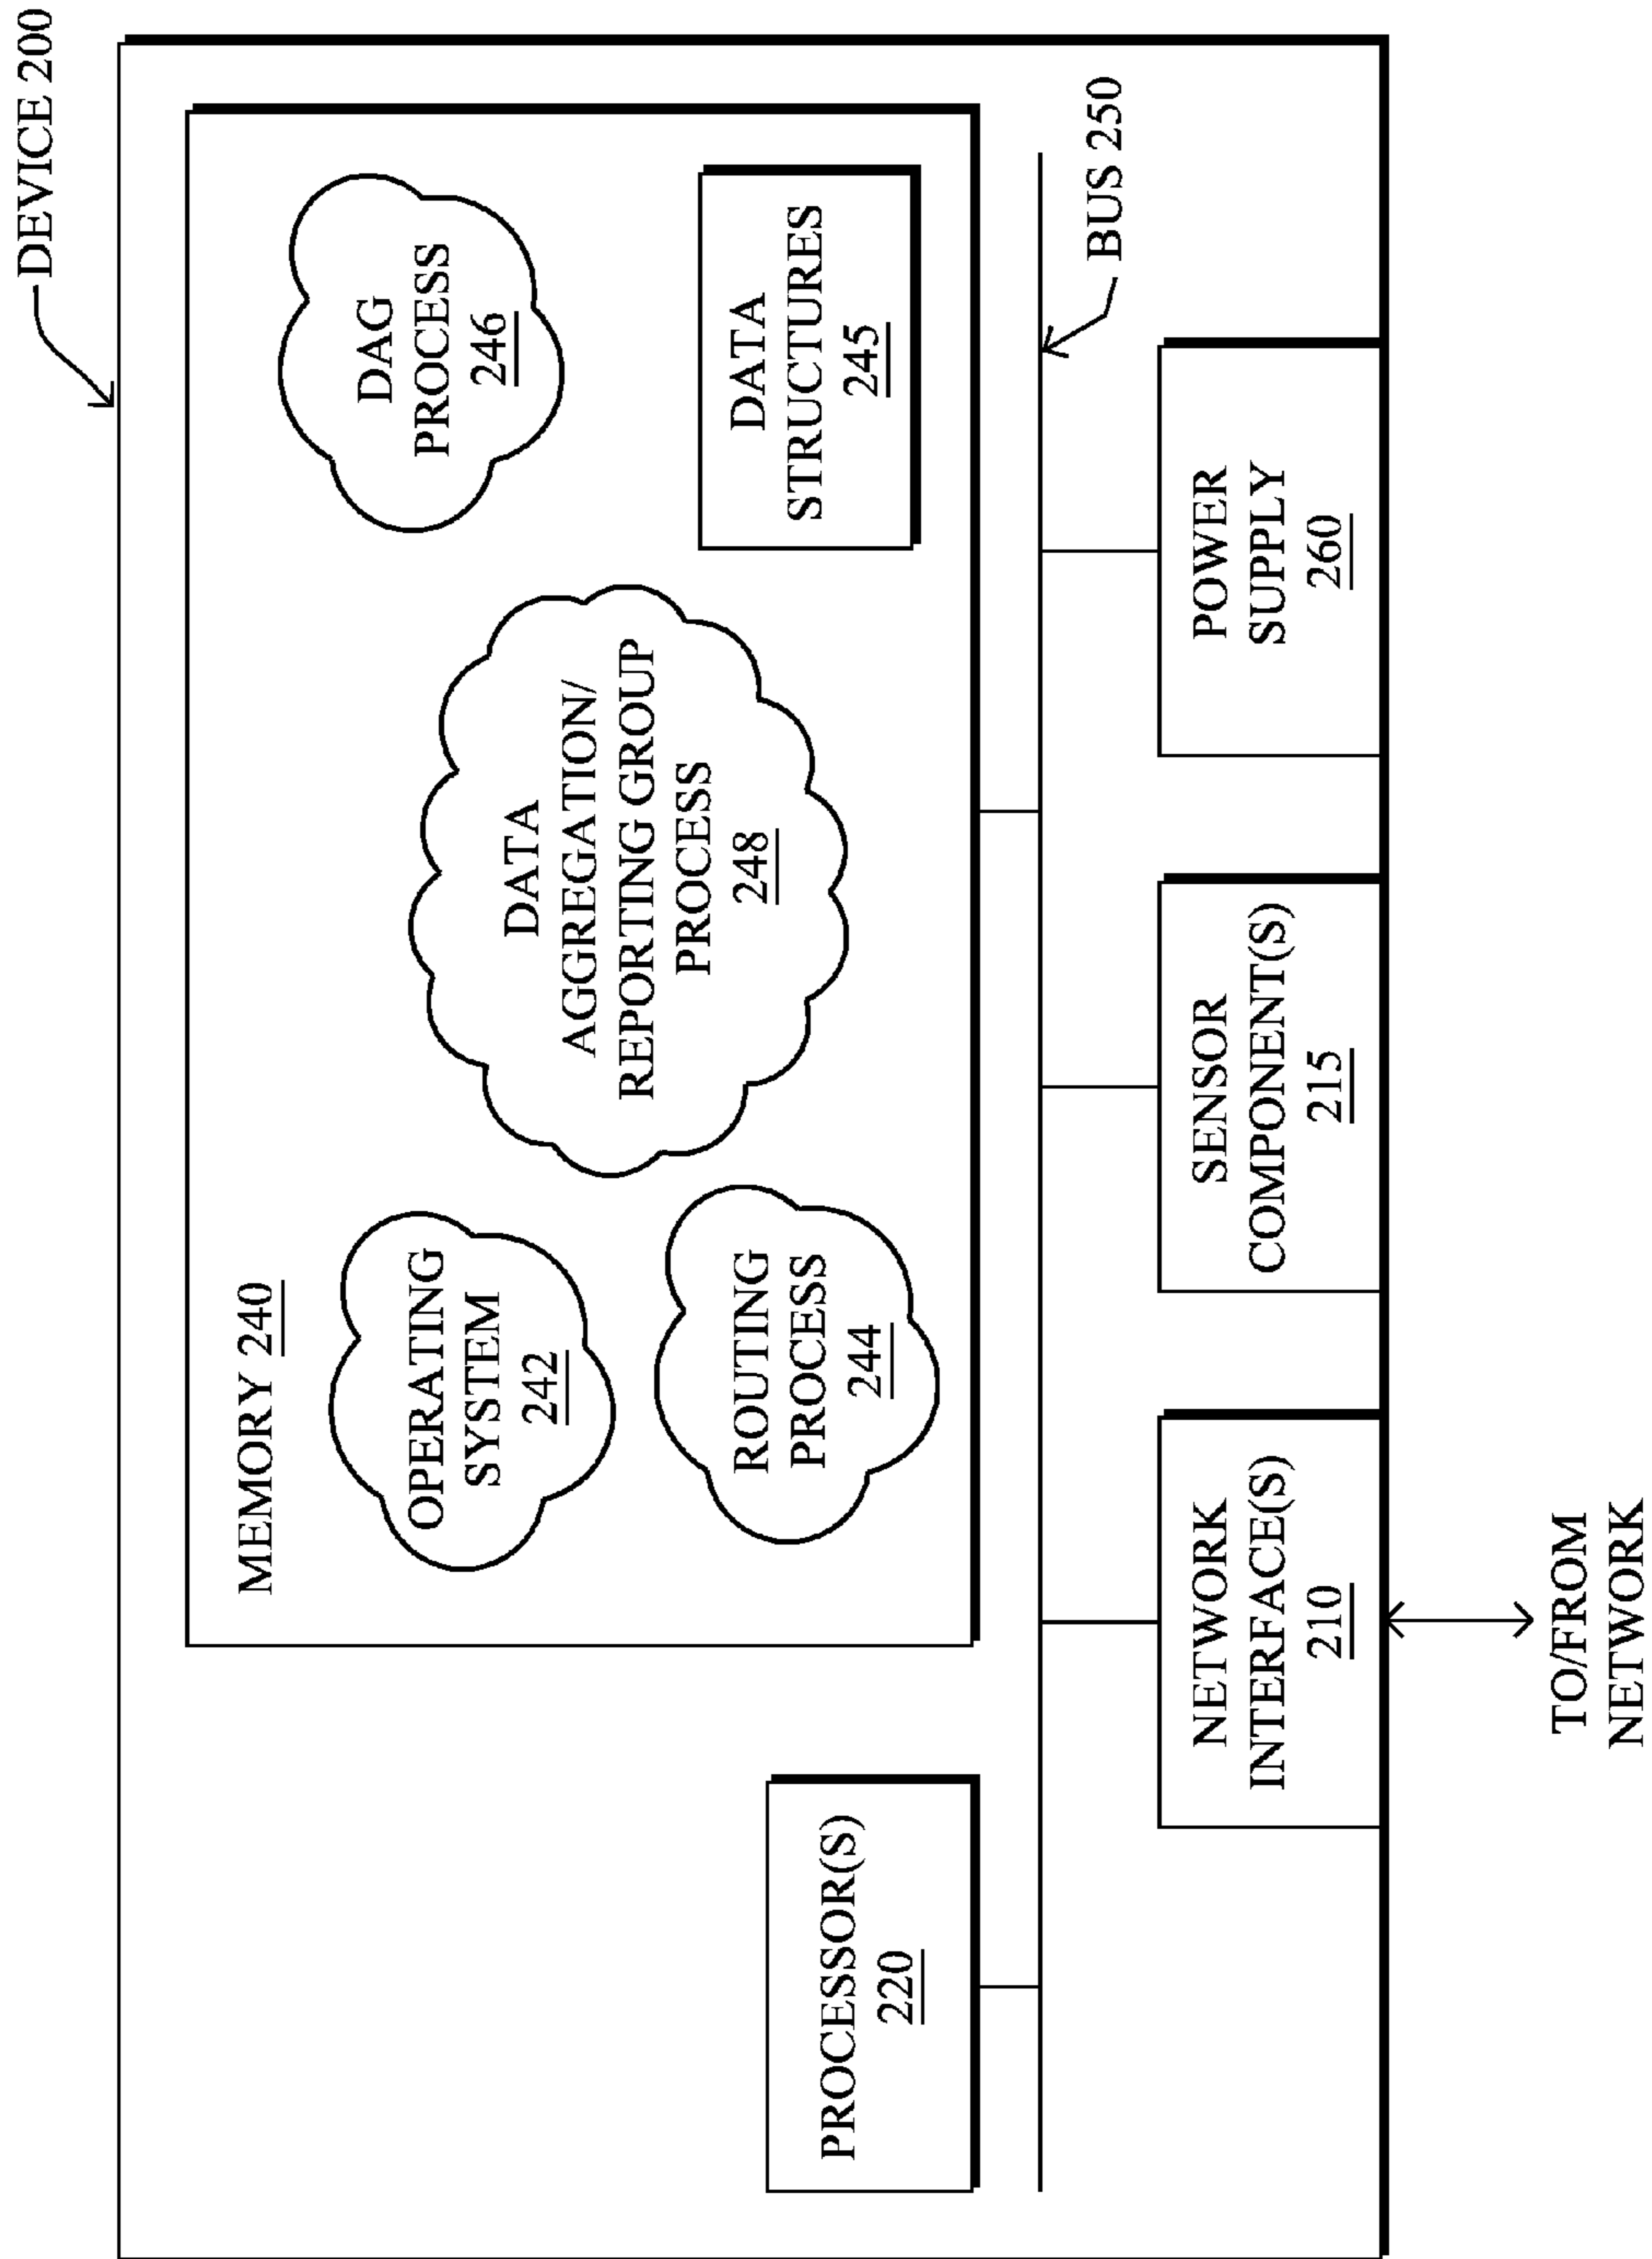 DEVICE 200
MEMORY 240
OPERATING
SYSTEM
242
ROUTING
PROCESS
244
DATA
AGGREGATION/
REPORTING GROUP
PROCESS
248
DAG
PROCESS
246
DATA
STRUCTURES
245
PROCESSOR(S)
220
BUS 250
NETWORK
INTERFACE(S)
210
SENSOR
COMPONENT(S)
215
POWER
SUPPLY
260
TO/FROM
NETWORK